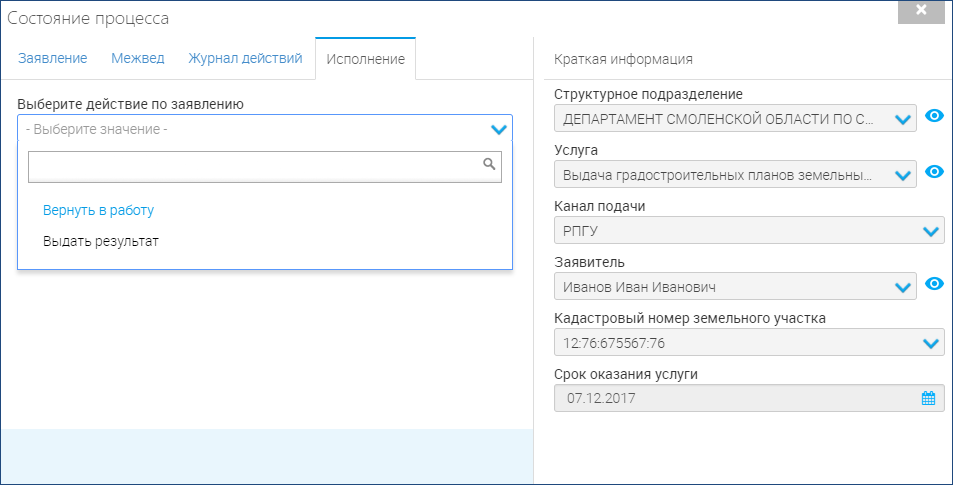 Состояние процесса
Заявление
Межвед
Журнал действий
Исполнение
Выберите действие по заявлению
- Выберите значение -
Вернуть в работу
Выдать результат
Краткая информация
Структурное подразделение
ДЕПАРТАМЕНТ СМОЛЕНСКОЙ ОБЛАСТИ ПО С...
Услуга
Выдача градостроительных планов земельны...
Канал подачи
РПГУ
Заявитель
Иванов Иван Иванович
Кадастровый номер земельного участка
12:76:675567:76
Срок оказания услуги
07.12.2017